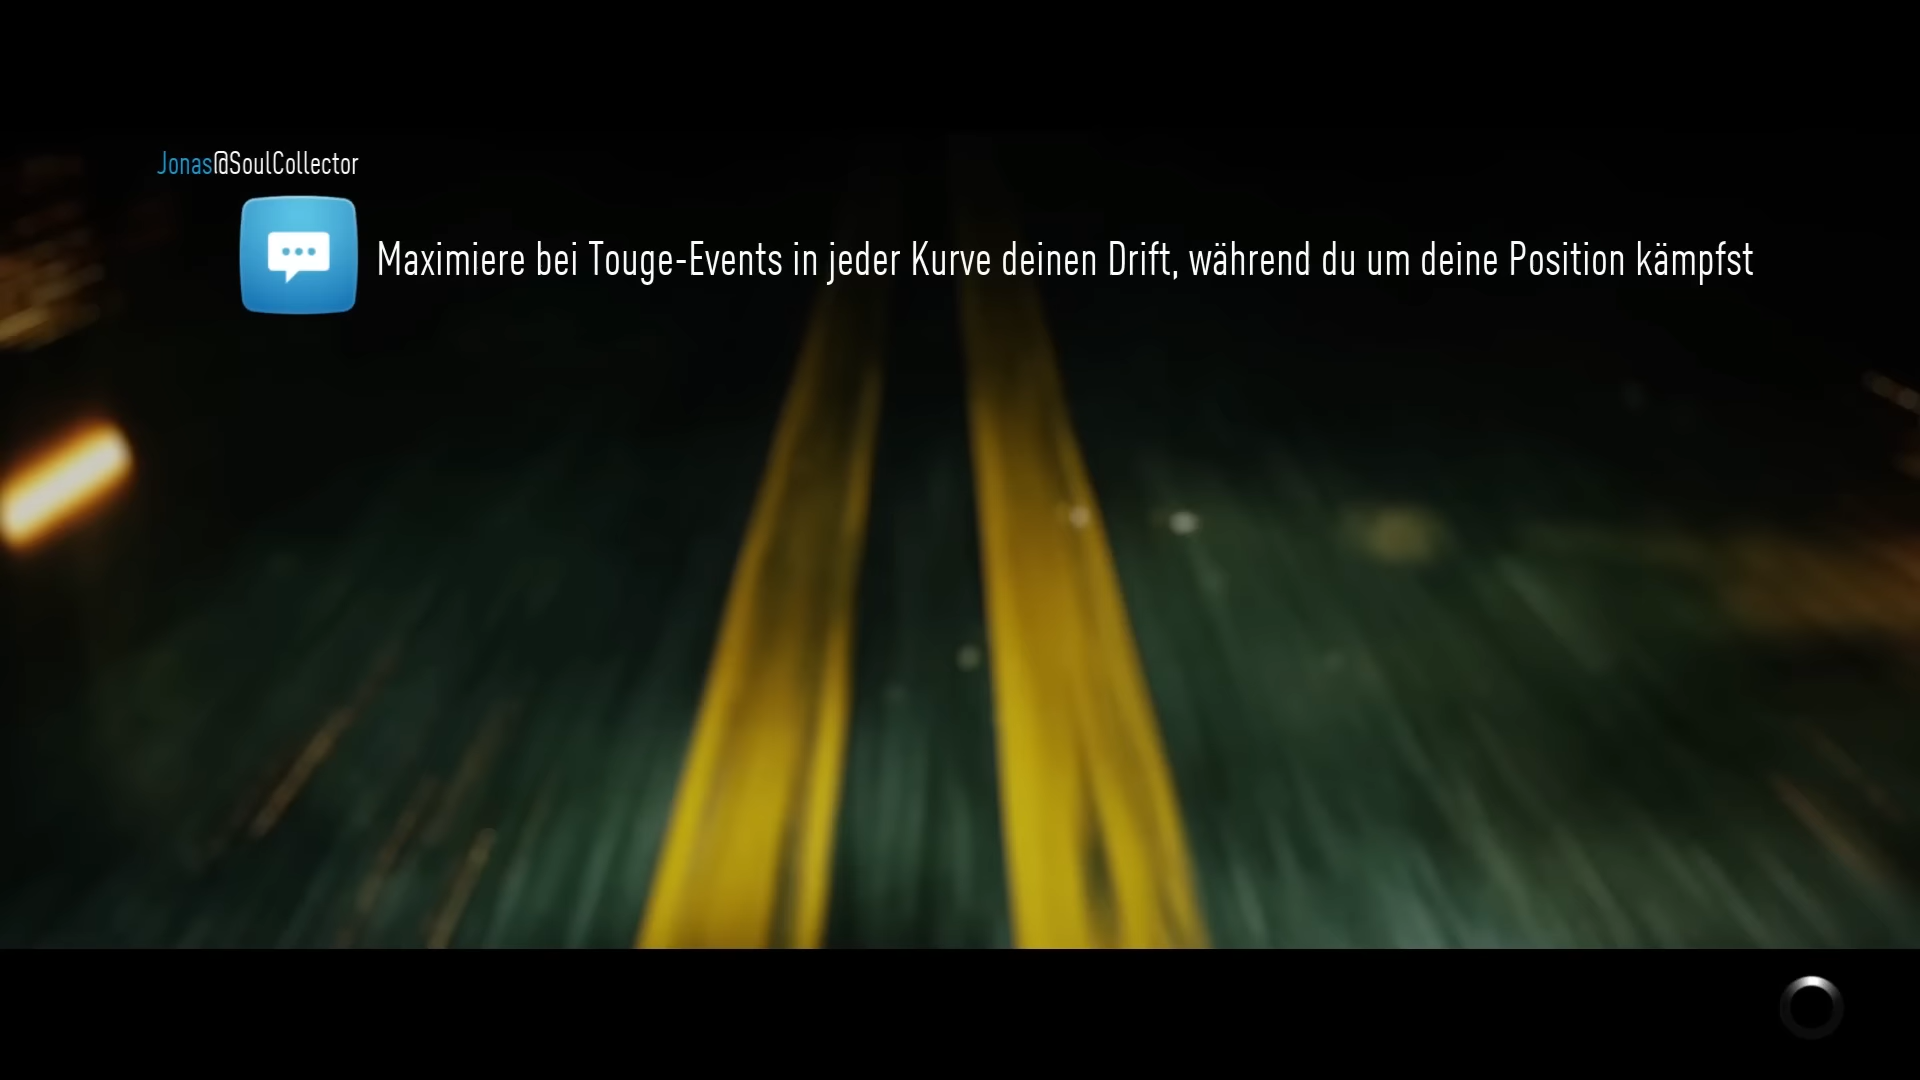 Jonas@SoulCollector
Maximiere bei Touge-Events in jeder Kurve deinen Drift, während du um deine Position kämpfst